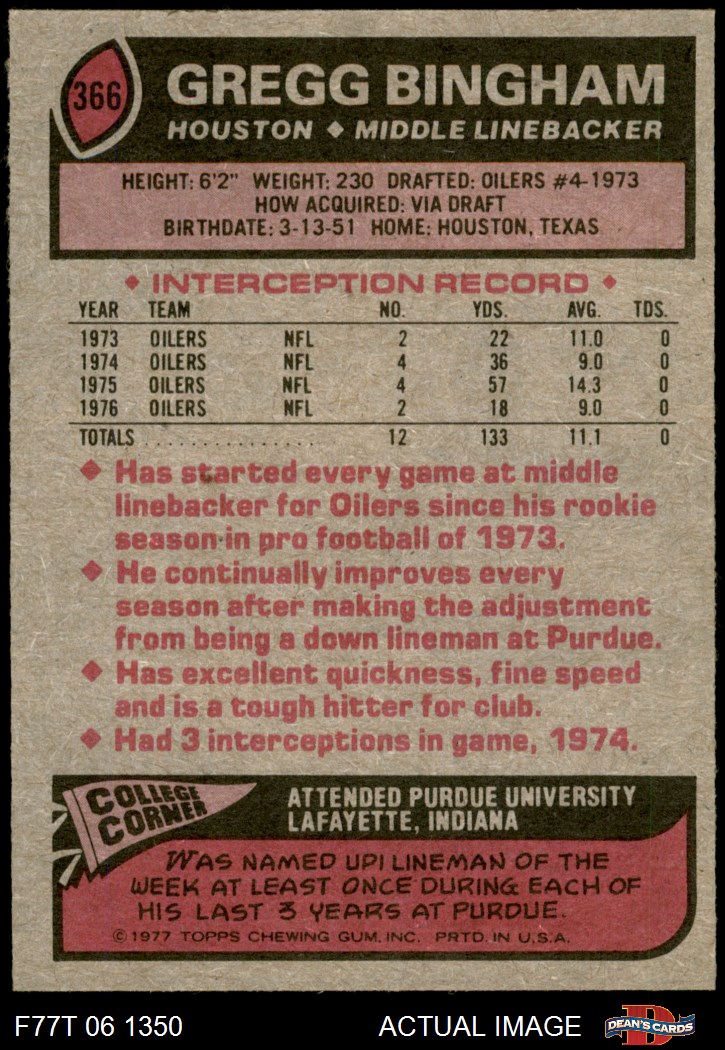 366
GREGG BINGHAM
HOUSTON ◆ MIDDLE LINEBACKER
HEIGHT: 6'2" WEIGHT: 230 DRAFTED: OILERS #4-1973
HOW ACQUIRED: VIA DRAFT
BIRTHDATE: 3-13-51 HOME: HOUSTON, TEXAS
◆ INTERCEPTION RECORD ◆
YEAR TEAM NO. YDS. AVG. TDS.
1973 OILERS NFL 2 22 11.0 0
1974 OILERS NFL 4 36 9.0 0
1975 OILERS NFL 4 57 14.3 0
1976 OILERS NFL 2 18 9.0 0
TOTALS ................ 12 133 11.1 0
◆ Has started every game at middle
linebacker for Oilers since his rookie
season in pro football of 1973.
◆ He continually improves every
season after making the adjustment
from being a down lineman at Purdue.
◆ Has excellent quickness, fine speed
and is a tough hitter for club.
◆ Had 3 interceptions in game, 1974.
COLLEGE
CORNER
ATTENDED PURDUE UNIVERSITY
LAFAYETTE, INDIANA
WAS NAMED UPI LINEMAN OF THE
WEEK AT LEAST ONCE DURING EACH OF
HIS LAST 3 YEARS AT PURDUE.
© 1977 TOPPS CHEWING GUM, INC. PRTD. IN U.S.A.
F77T 06 1350 ACTUAL IMAGE
D
DEAN'S CARDS